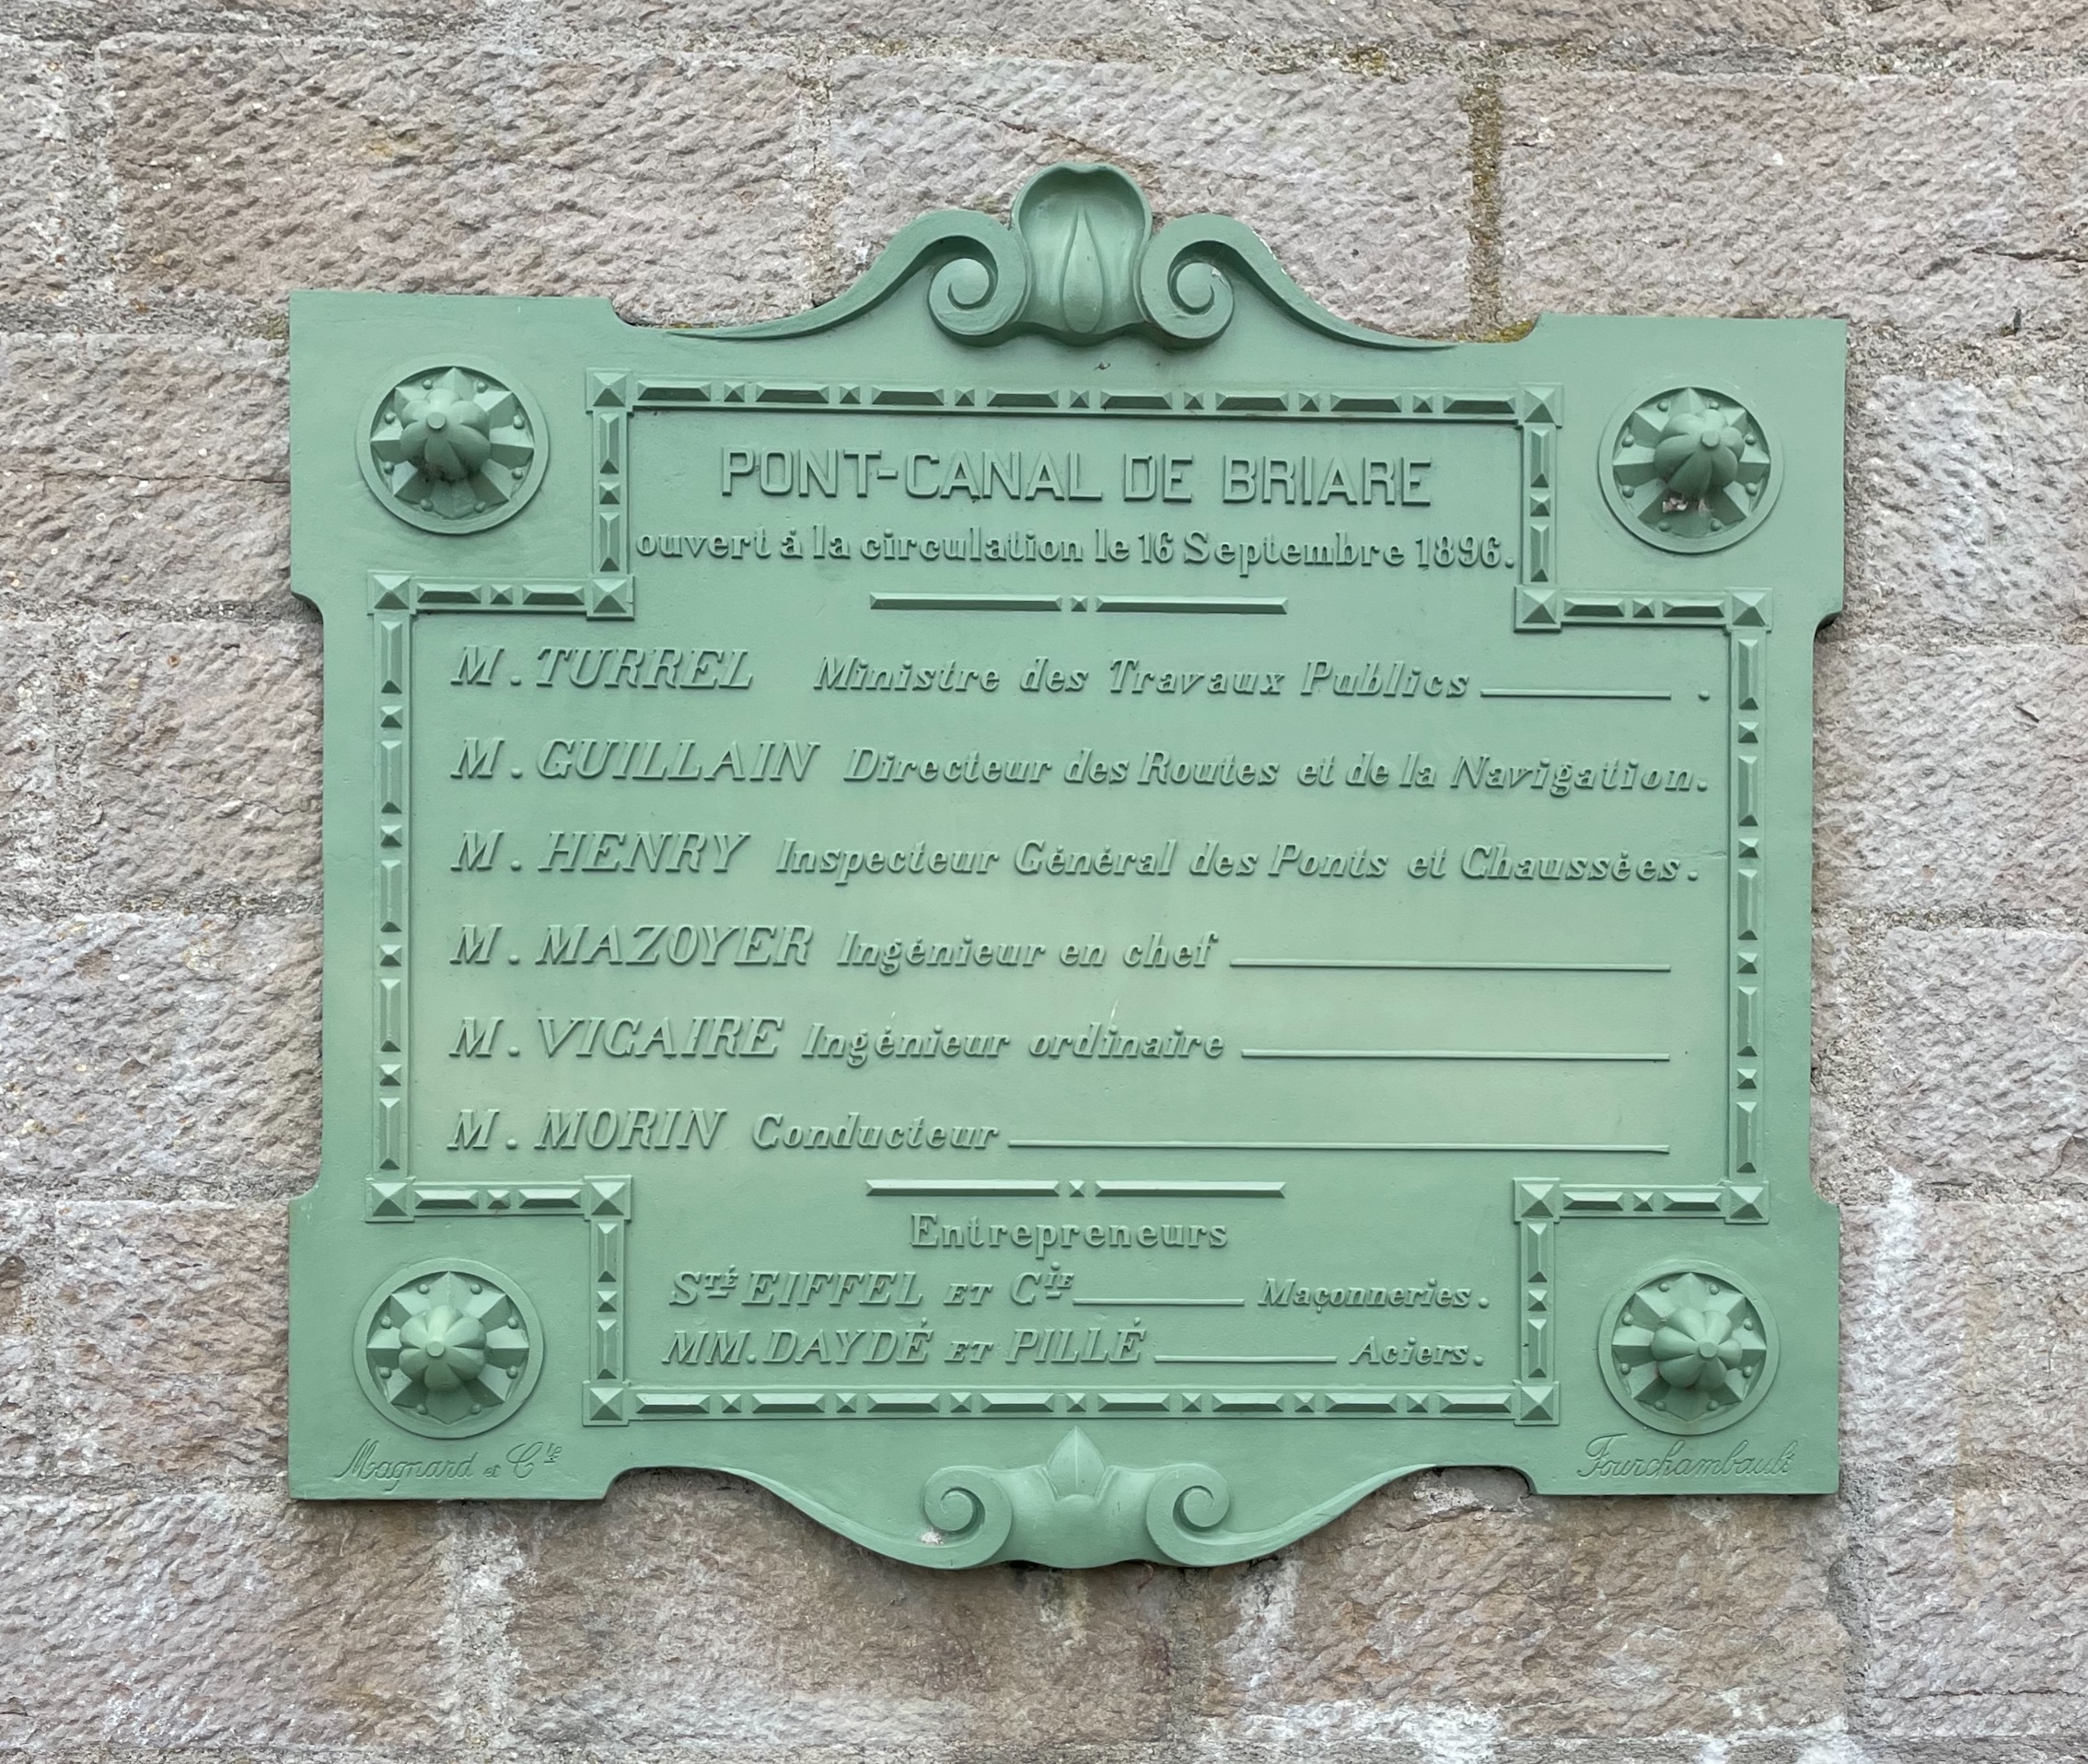 PONT-CANAL DE BRIARE
ouvert à la circulation le 16 Septembre 1896.
M. TURREL Ministre des Travaux Publics .
M. GUILLAIN Directeur des Routes et de la Navigation.
M. HENRY Inspecteur Général des Ponts et Chaussées.
M. MAZOYER Ingénieur en chef
M. VICAIRE Ingénieur ordinaire
M. MORIN Conducteur
Entrepreneurs
STÉ EIFFEL ET CIE Maçonneries.
MM. DAYDÉ ET PILLÉ Aciers.
Magnard et Cie
Fourchambault